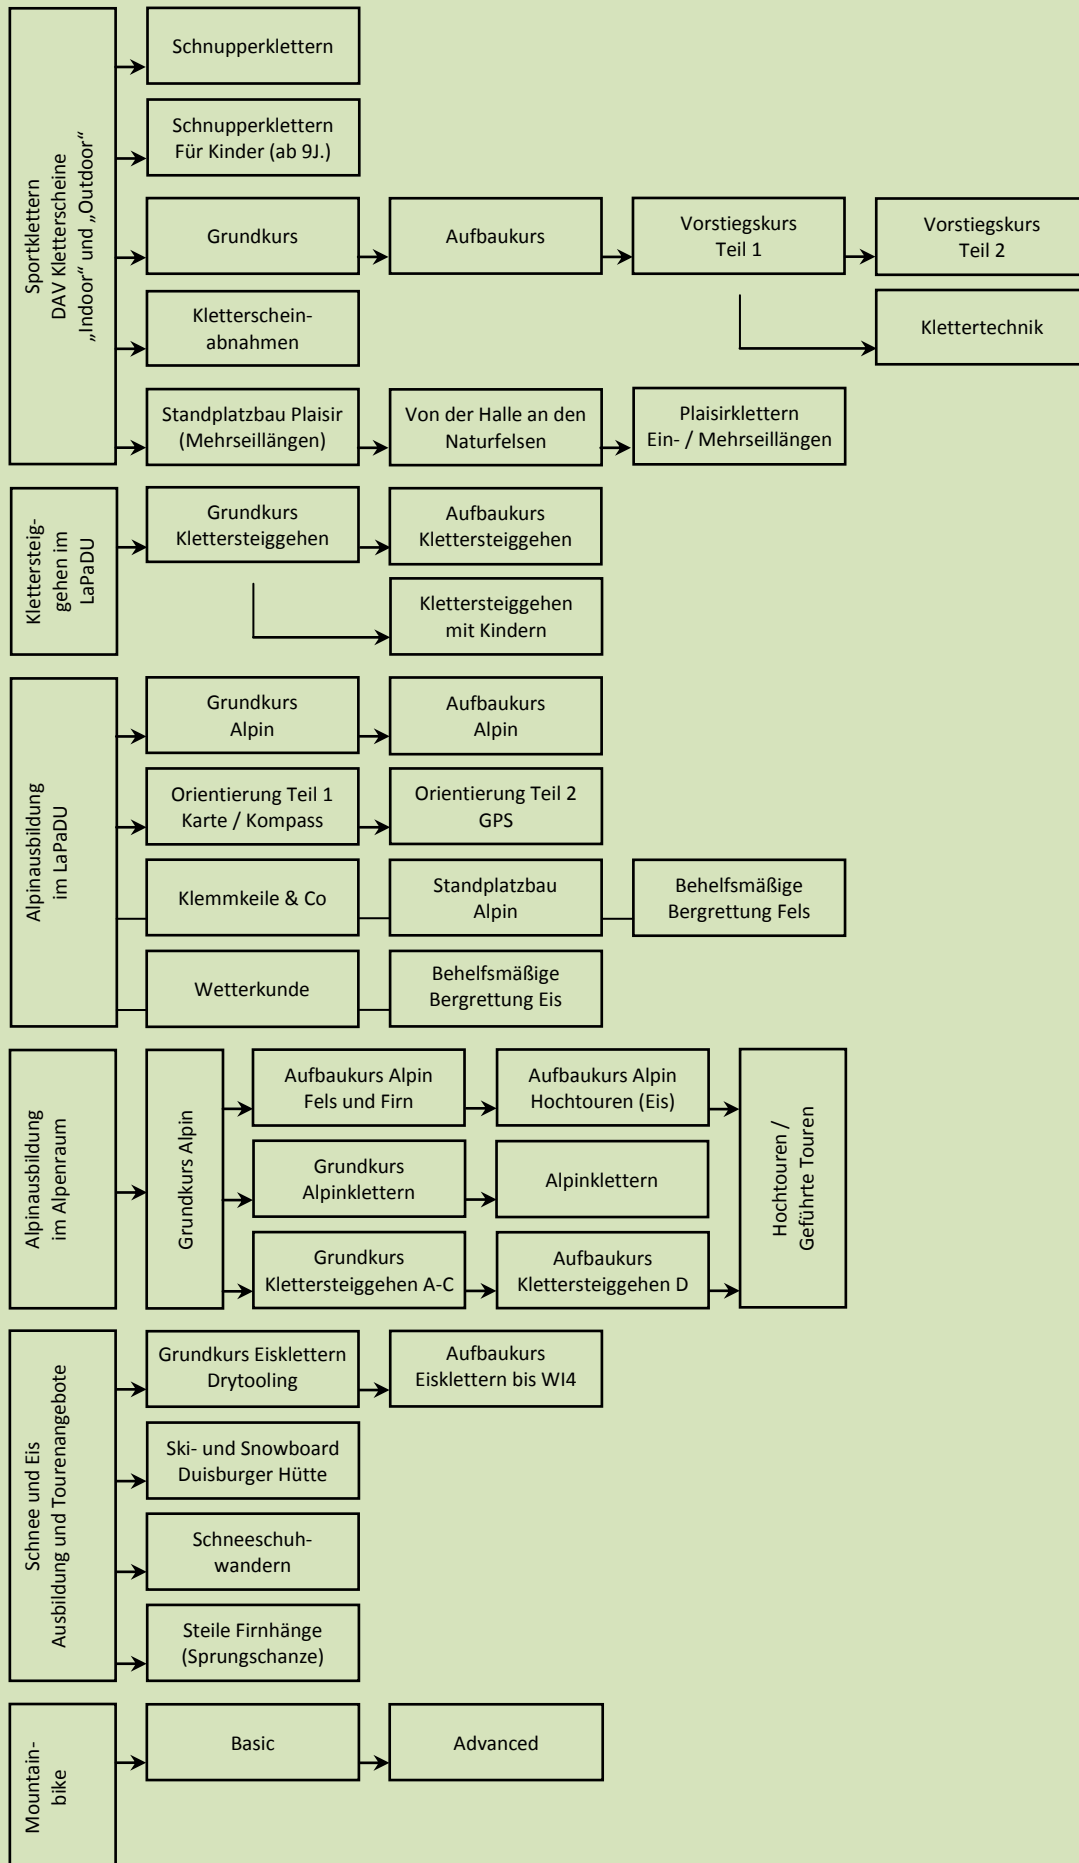 Sportklettern
DAV Kletterscheine
„Indoor“ und „Outdoor“
Schnupperklettern
Schnupperklettern
Für Kinder (ab 9J.)
Grundkurs
Aufbaukurs
Vorstiegskurs
Teil 1
Vorstiegskurs
Teil 2
Kletterschein-
abnahmen
Klettertechnik
Standplatzbau Plaisir
(Mehrseillängen)
Von der Halle an den
Naturfelsen
Plaisirklettern
Ein- / Mehrseillängen
Klettersteig-
gehen im
LaPaDU
Grundkurs
Klettersteiggehen
Aufbaukurs
Klettersteiggehen
Klettersteiggehen
mit Kindern
Alpinausbildung
im LaPaDU
Grundkurs
Alpin
Aufbaukurs
Alpin
Orientierung Teil 1
Karte / Kompass
Orientierung Teil 2
GPS
Klemmkeile & Co
Standplatzbau
Alpin
Behelfsmäßige
Bergrettung Fels
Wetterkunde
Behelfsmäßige
Bergrettung Eis
Alpinausbildung
im Alpenraum
Grundkurs Alpin
Aufbaukurs Alpin
Fels und Firn
Aufbaukurs Alpin
Hochtouren (Eis)
Grundkurs
Alpinklettern
Alpinklettern
Grundkurs
Klettersteiggehen A-C
Aufbaukurs
Klettersteiggehen D
Hochtouren /
Geführte Touren
Schnee und Eis
Ausbildung und Tourenangebote
Grundkurs Eisklettern
Drytooling
Aufbaukurs
Eisklettern bis WI4
Ski- und Snowboard
Duisburger Hütte
Schneeschuh-
wandern
Steile Firnhänge
(Sprungschanze)
Mountain-
bike
Basic
Advanced